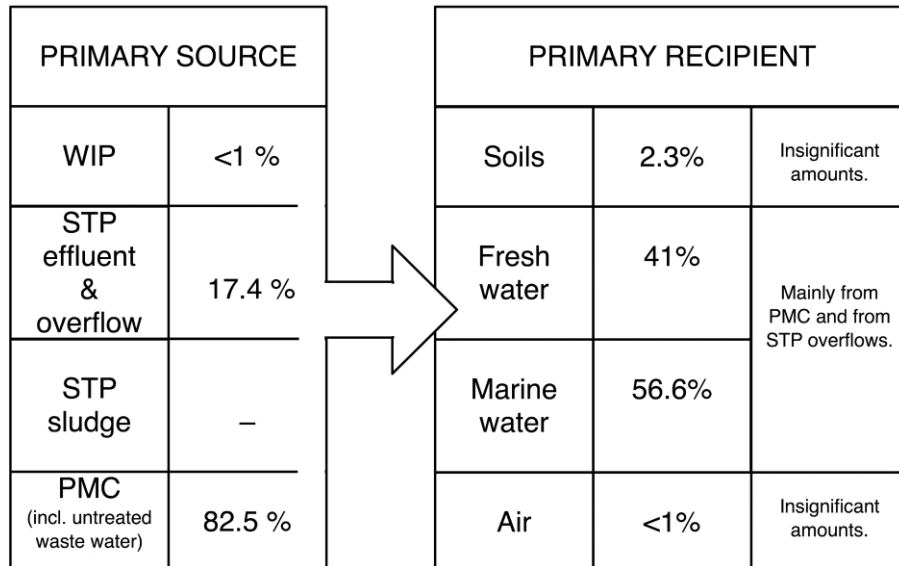 PRIMARY SOURCE
WIP
<1 %
STP
effluent
&
overflow
17.4 %
STP
sludge
–
PMC
(incl. untreated
waste water)
82.5 %
PRIMARY RECIPIENT
Soils
2.3%
Insignificant
amounts.
Fresh
water
41%
Mainly from
PMC and from
STP overflows.
Marine
water
56.6%
Air
<1%
Insignificant
amounts.